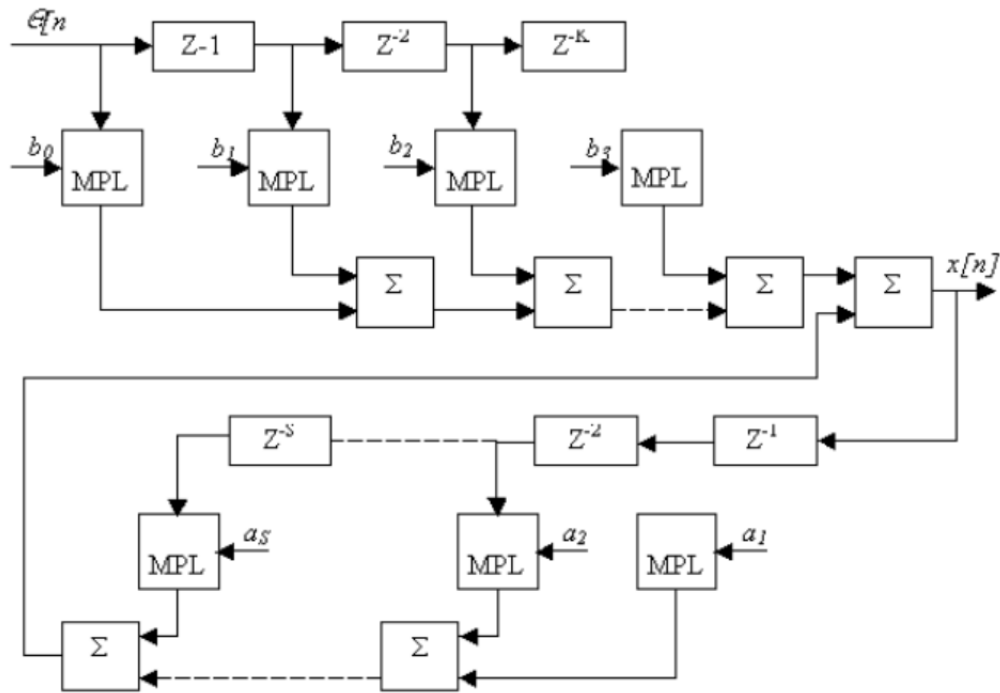 ∈[n
Z-1
Z⁻²
Z⁻ᴷ
b₀
MPL
b₁
MPL
b₂
MPL
b₃
MPL
Σ
Σ
Σ
Σ
x[n]
Z⁻ˢ
Z⁻²
Z⁻¹
MPL
aₛ
MPL
a₂
MPL
a₁
Σ
Σ